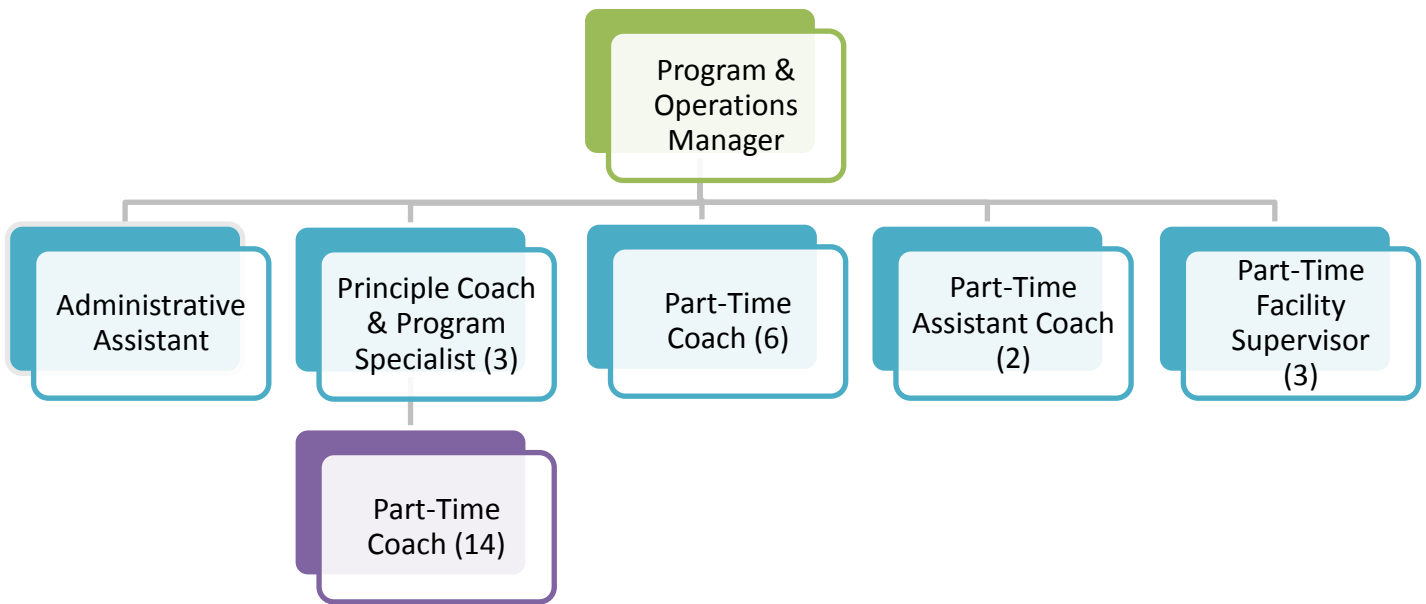 Program &
Operations
Manager
Administrative
Assistant
Principle Coach
& Program
Specialist (3)
Part-Time
Coach (6)
Part-Time
Assistant Coach
(2)
Part-Time
Facility
Supervisor
(3)
Part-Time
Coach (14)